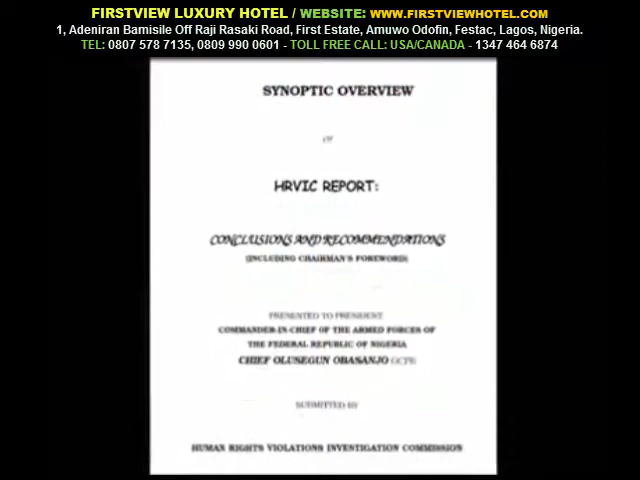 FIRSTVIEW LUXURY HOTEL / WEBSITE: WWW.FIRSTVIEWHOTEL.COM
1, Adeniran Bamisile Off Raji Rasaki Road, First Estate, Amuwo Odofin, Festac, Lagos, Nigeria.
TEL: 0807 578 7135, 0809 990 0601 - TOLL FREE CALL: USA/CANADA - 1347 464 6874
SYNOPTIC OVERVIEW
OF
HRVIC REPORT:
CONCLUSIONS AND RECOMMENDATIONS
(INCLUDING CHAIRMAN'S FOREWORD)
PRESENTED TO PRESIDENT
COMMANDER-IN-CHIEF OF THE ARMED FORCES OF
THE FEDERAL REPUBLIC OF NIGERIA
CHIEF OLUSEGUN OBASANJO GCFR
SUBMITTED BY
HUMAN RIGHTS VIOLATIONS INVESTIGATION COMMISSION